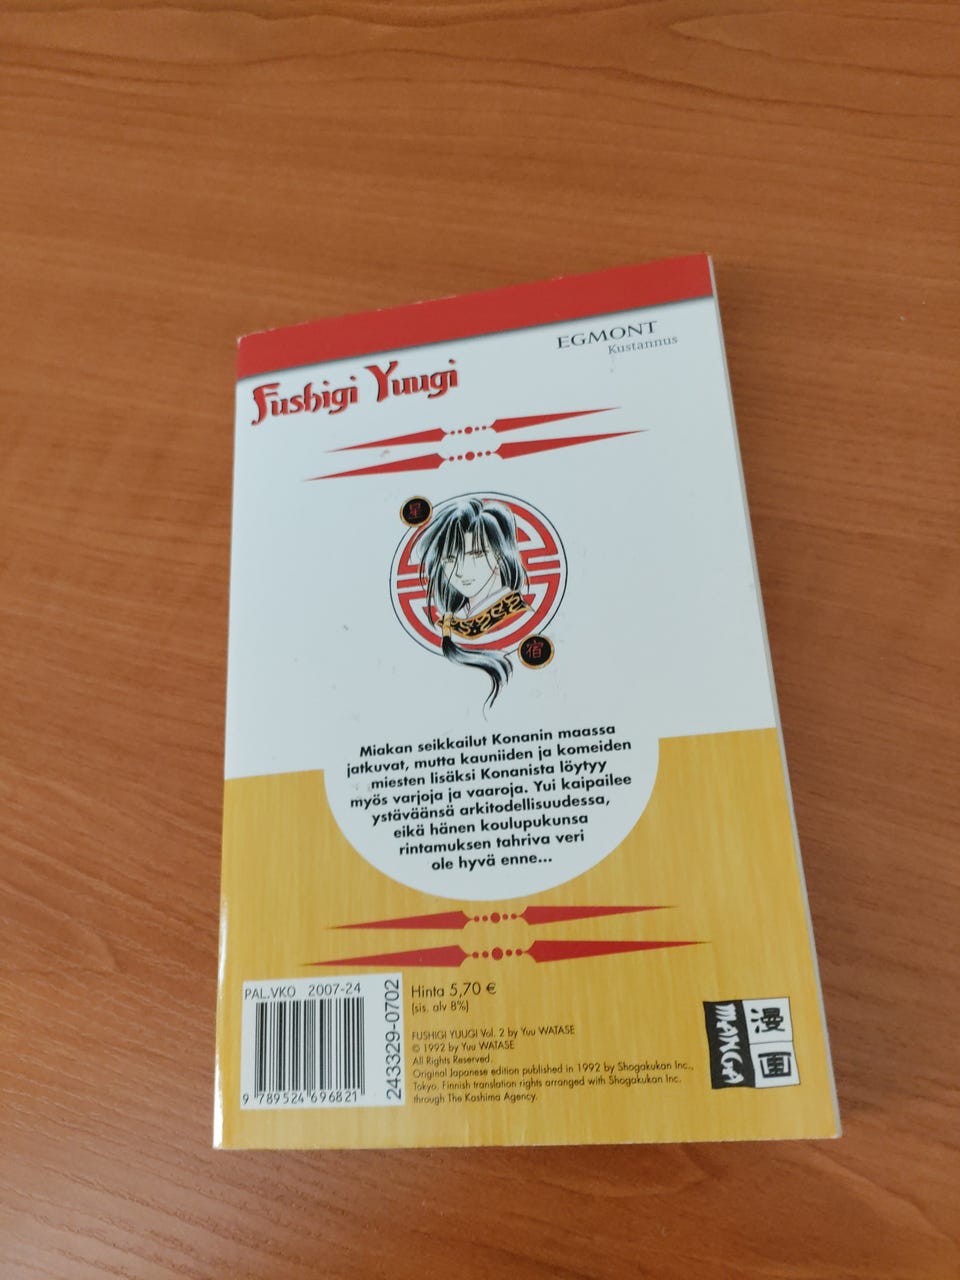 EGMONT
Kustannus
Fushigi Yuugi
星
宿
Miakan seikkailut Konanin maassa
jatkuvat, mutta kauniiden ja komeiden
miesten lisäksi Konanista löytyy
myös varjoja ja vaaroja. Yui kaipailee
ystäväänsä arkitodellisuudessa,
eikä hänen koulupukunsa
rintamuksen tahriva veri
ole hyvä enne...
PAL.VKO 2007-24
243329-0702
9 789524 696821
Hinta 5,70 €
(sis. alv 8%)
FUSHIGI YUUGI Vol. 2 by Yuu WATASE
© 1992 by Yuu WATASE
All Rights Reserved.
Original Japanese edition published in 1992 by Shogakukan Inc.,
Tokyo. Finnish translation rights arranged with Shogakukan Inc.
through The Kashima Agency.
MANGA
漫画